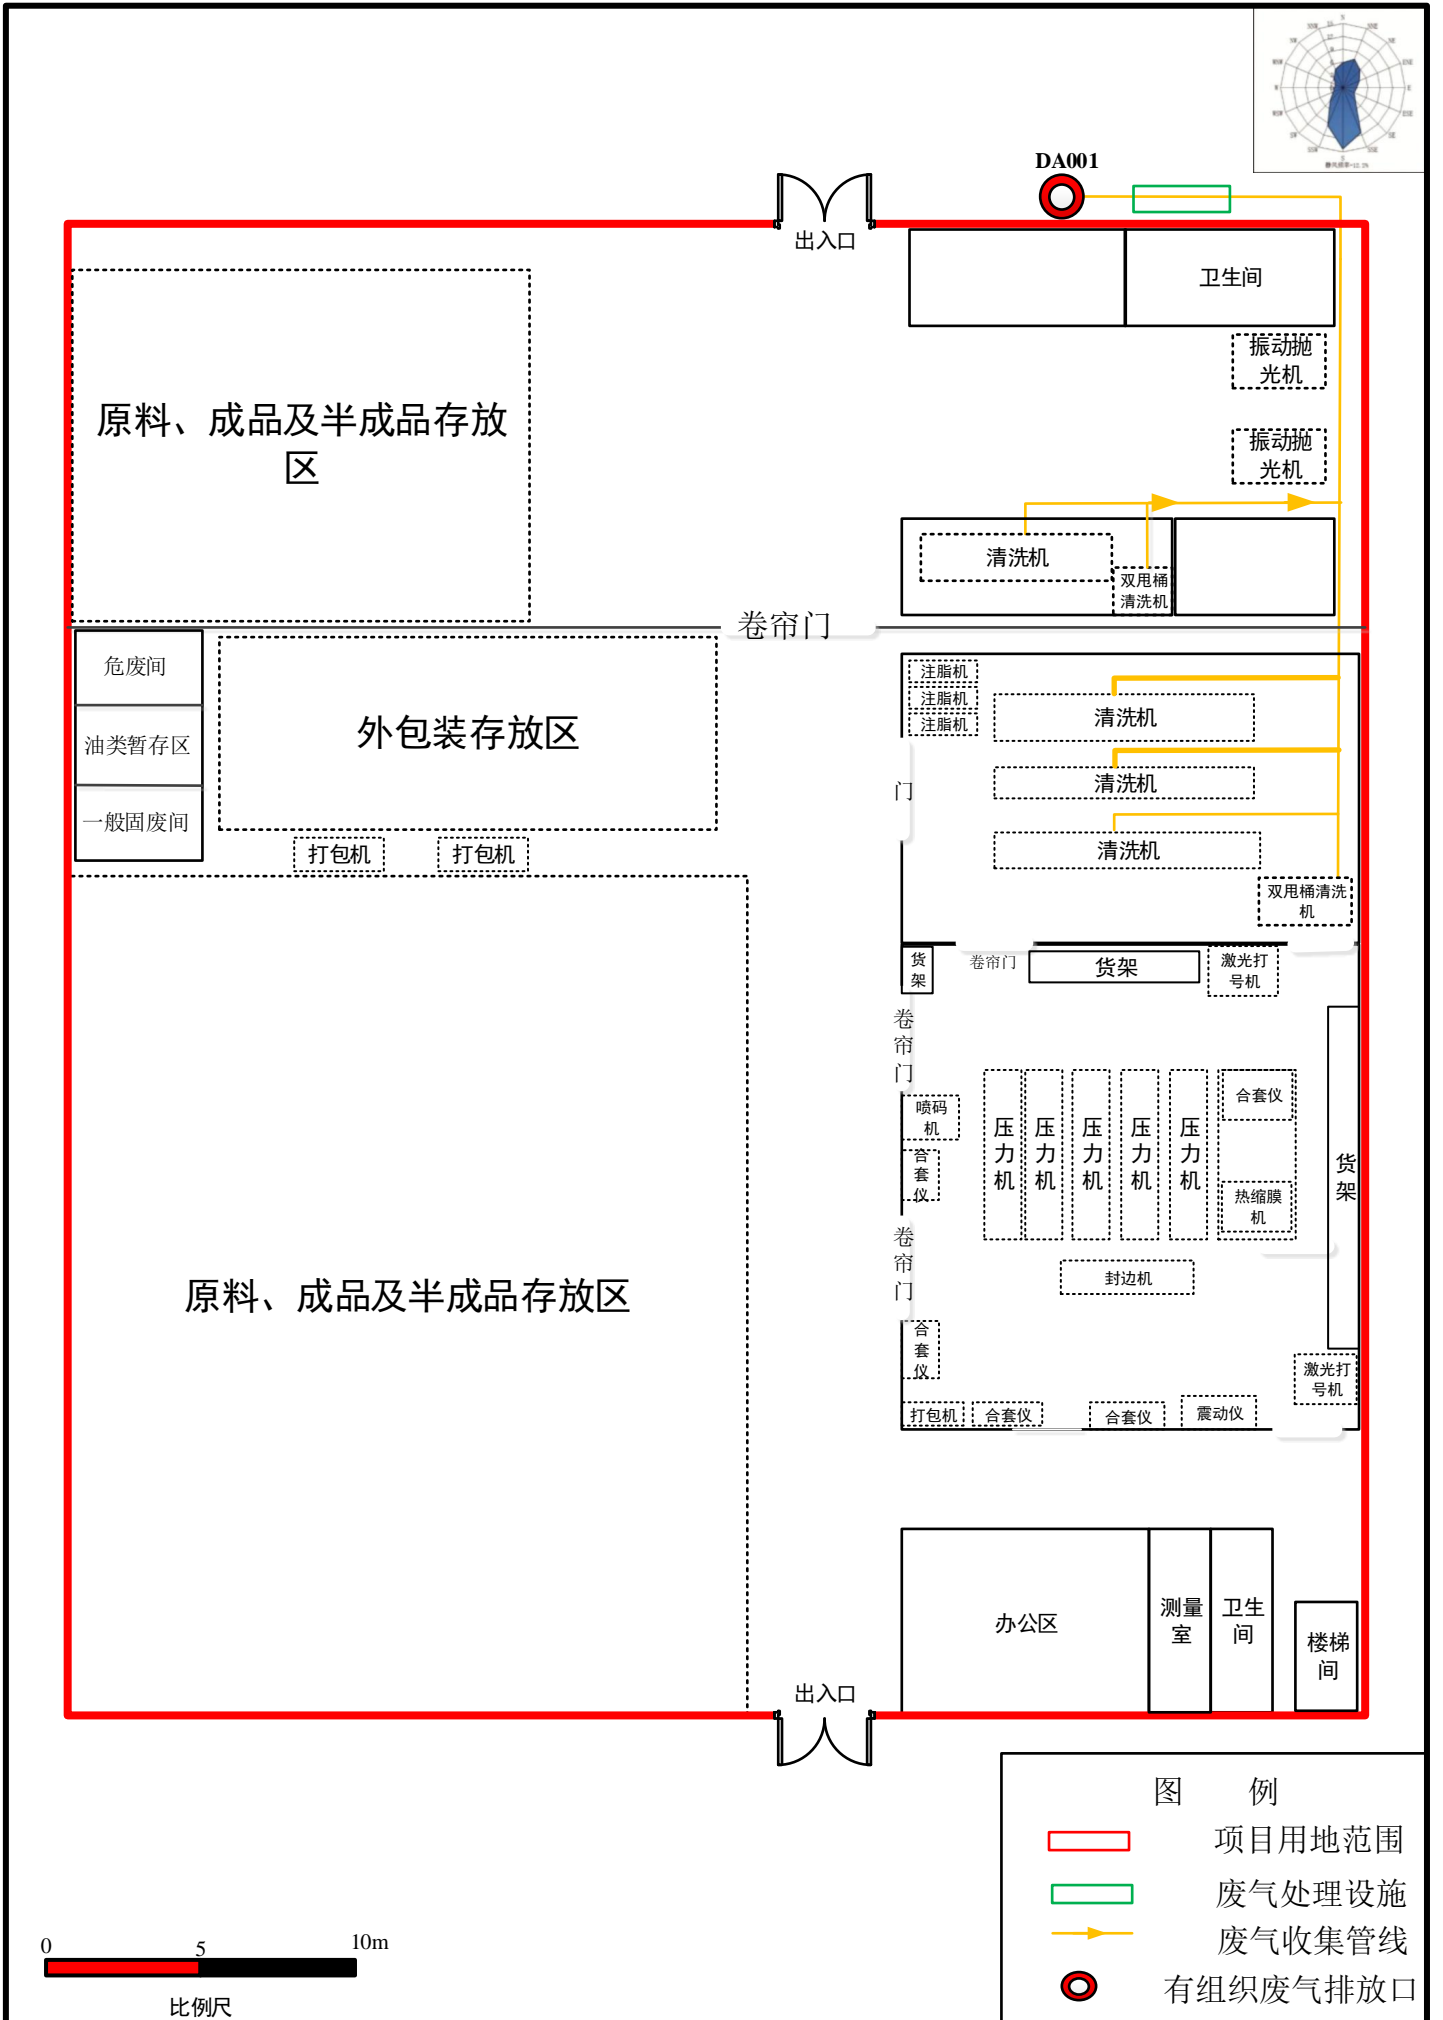 N
DA001
出入口
卫生间
振动抛
光机
原料、成品及半成品存放
区
振动抛
光机
清洗机
双甩桶
清洗机
卷帘门
危废间
油类暂存区
一般固废间
外包装存放区
打包机
打包机
注脂机
注脂机
注脂机
清洗机
门
清洗机
清洗机
双甩桶清洗
机
货
架
卷帘门
货架
激光打
号机
卷
帘
门
喷码
机
合
套
仪
压
力
机
压
力
机
压
力
机
压
力
机
压
力
机
合套仪
热缩膜
机
货
架
卷
帘
门
封边机
原料、成品及半成品存放区
合
套
仪
激光打
号机
打包机
合套仪
合套仪
震动仪
办公区
测量
室
卫生
间
楼梯
间
出入口
图 例
项目用地范围
废气处理设施
废气收集管线
有组织废气排放口
0 5 10m
比例尺